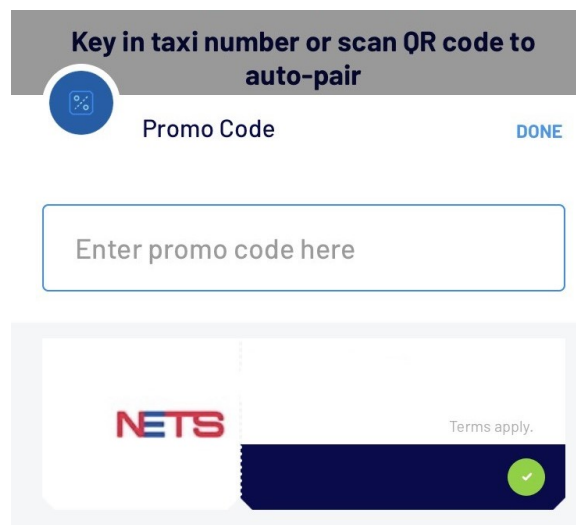 Key in taxi number or scan QR code to
auto-pair
Promo Code
DONE
Enter promo code here
NETS
Terms apply.